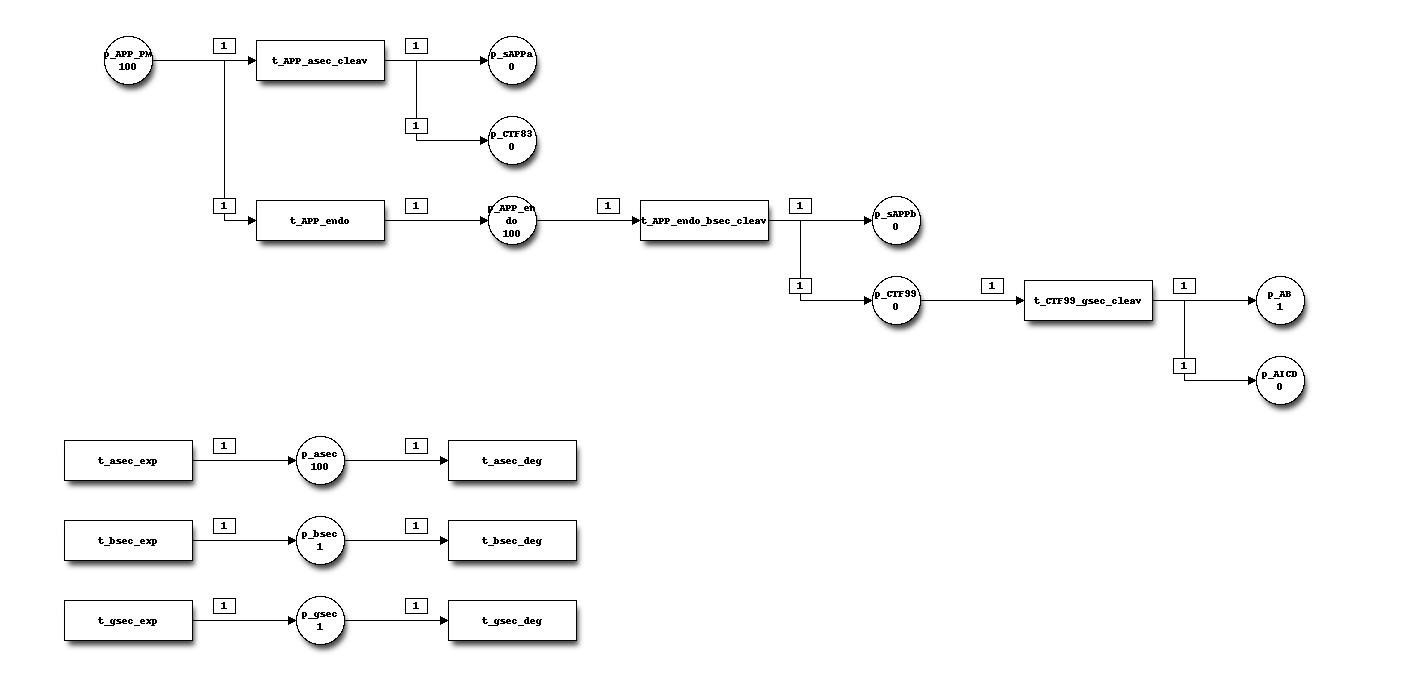 1
1
p_APP_PM
100
t_APP_asec_cleav
p_sAPPa
0
1
p_CTF83
0
1
1
1
1
t_APP_endo
p_APP_en
do
100
t_APP_endo_bsec_cleav
p_sAPPb
0
1
1
1
p_CTF99
0
t_CTF99_gsec_cleav
p_AB
1
1
p_AICD
0
1
1
t_asec_exp
p_asec
100
t_asec_deg
1
1
t_bsec_exp
p_bsec
1
t_bsec_deg
1
1
t_gsec_exp
p_gsec
1
t_gsec_deg